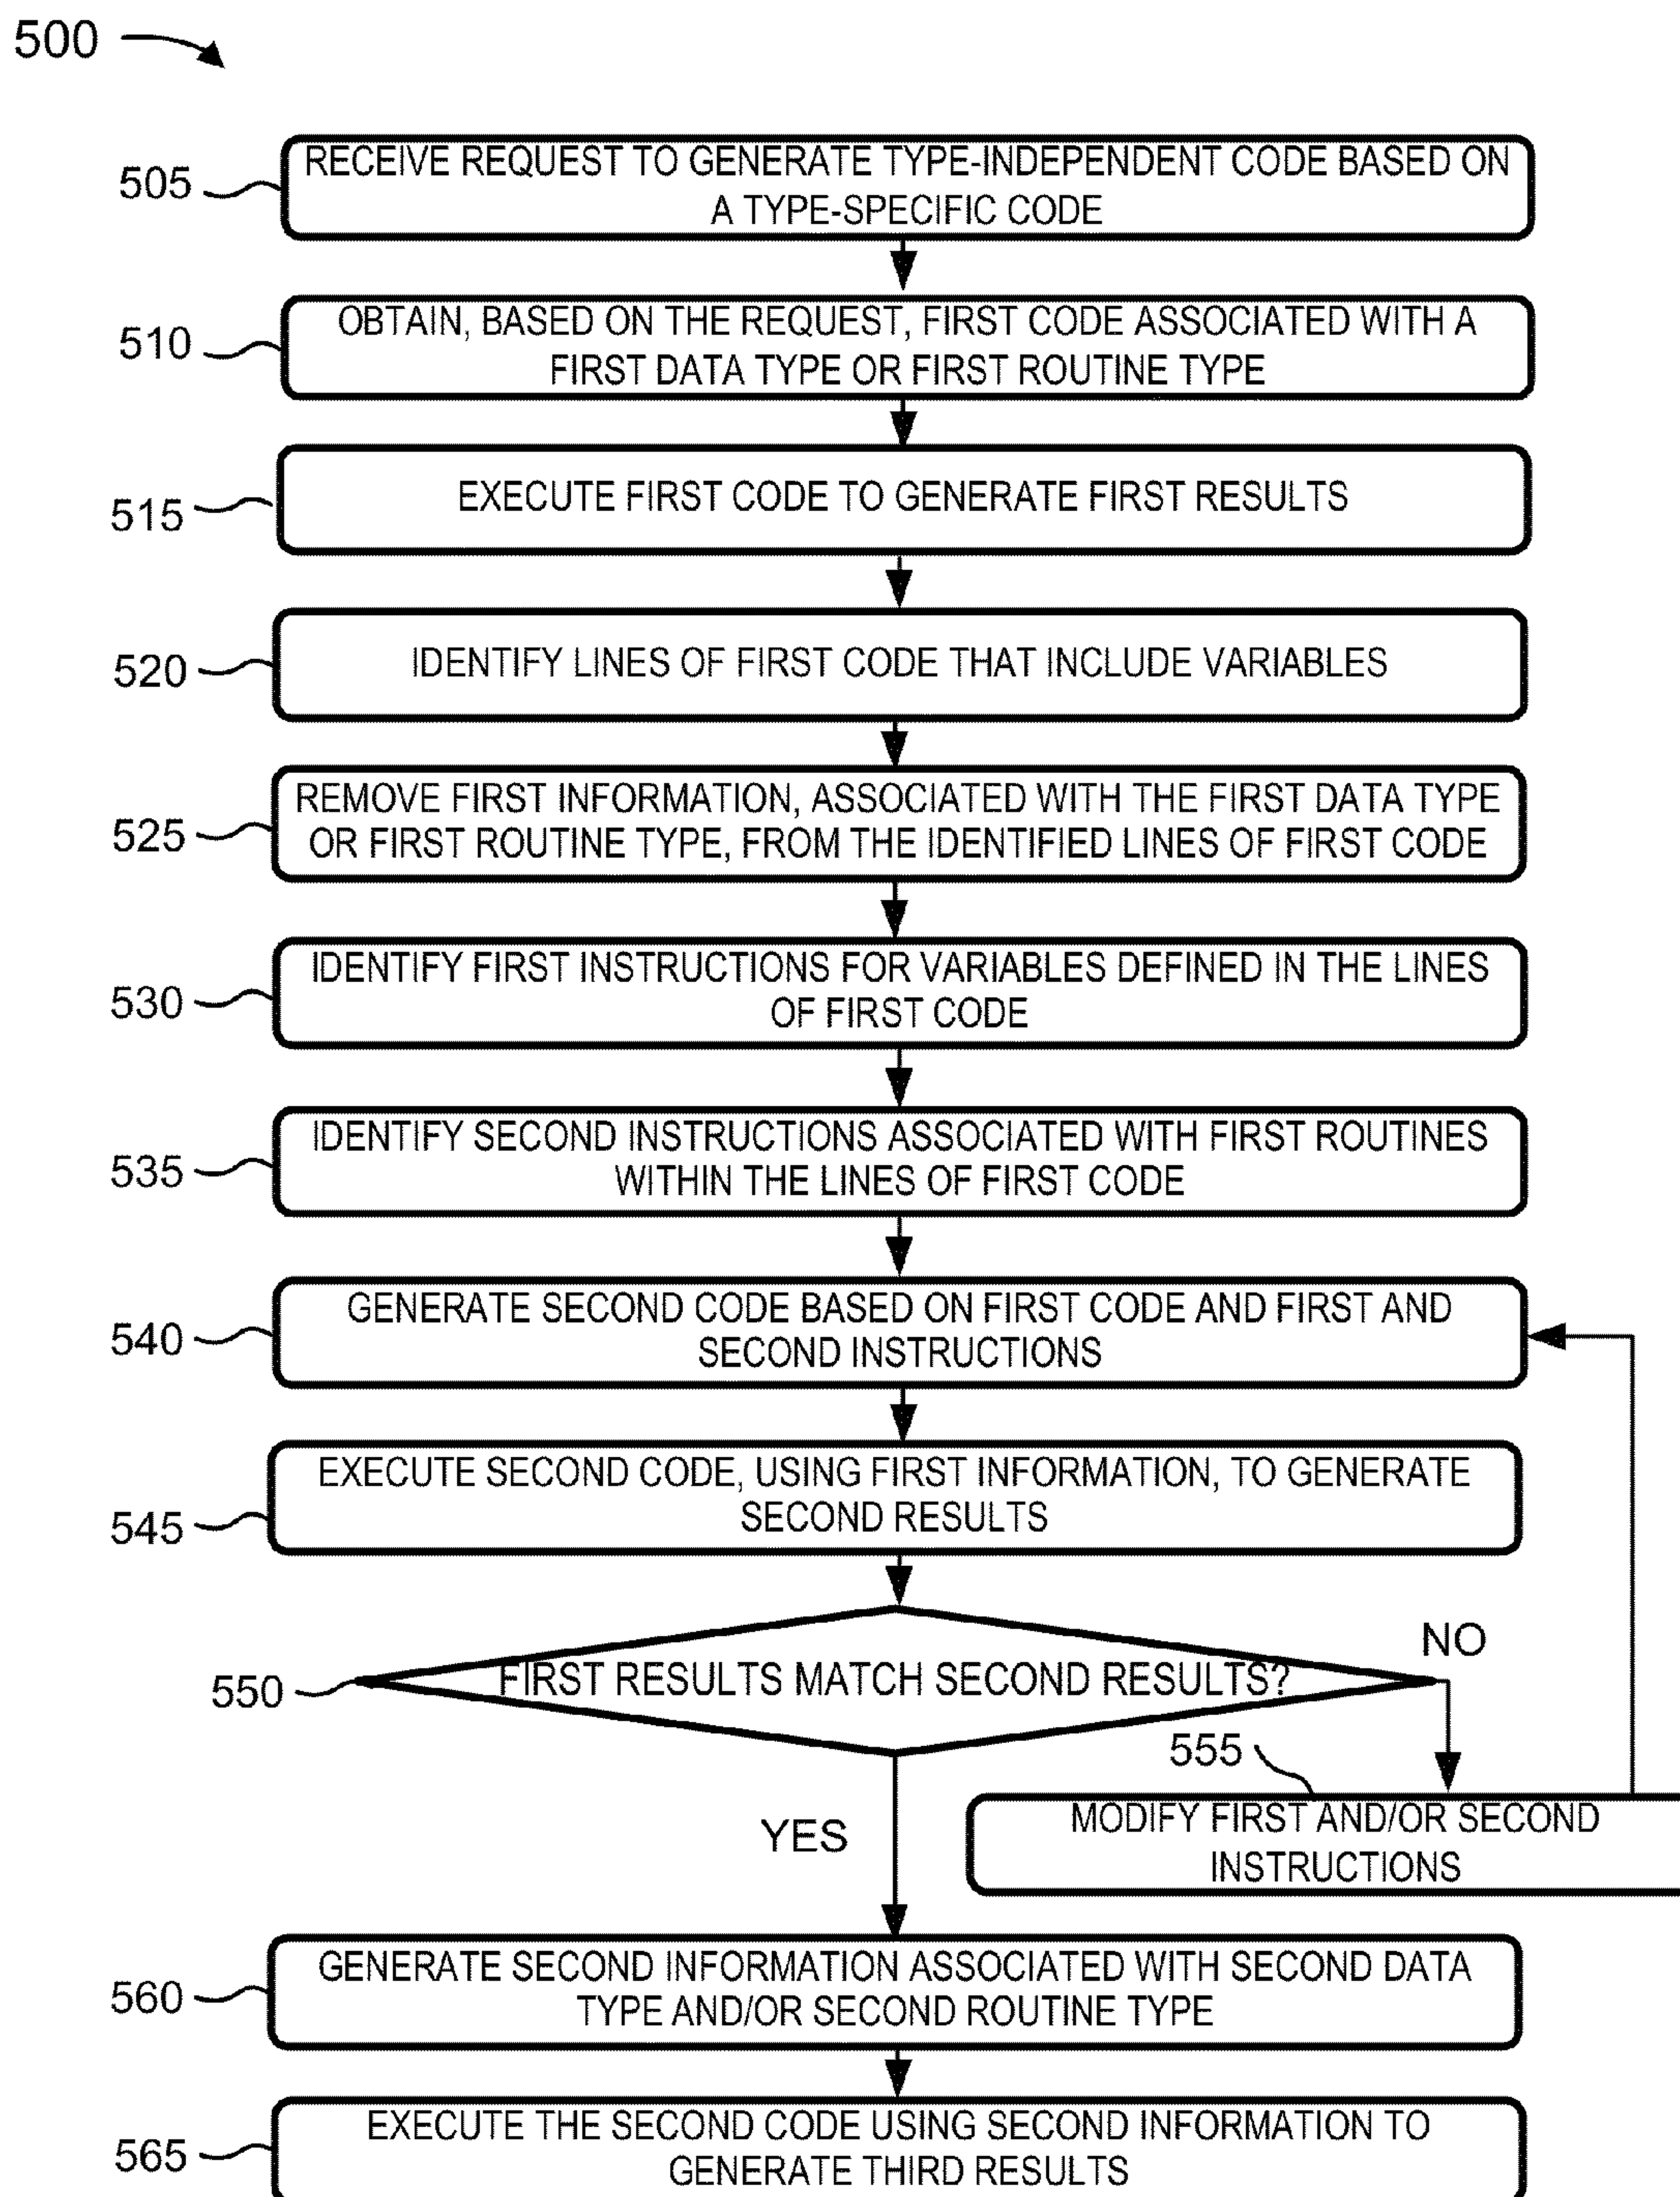 500
505
RECEIVE REQUEST TO GENERATE TYPE-INDEPENDENT CODE BASED ON
A TYPE-SPECIFIC CODE
510
OBTAIN, BASED ON THE REQUEST, FIRST CODE ASSOCIATED WITH A
FIRST DATA TYPE OR FIRST ROUTINE TYPE
515
EXECUTE FIRST CODE TO GENERATE FIRST RESULTS
520
IDENTIFY LINES OF FIRST CODE THAT INCLUDE VARIABLES
525
REMOVE FIRST INFORMATION, ASSOCIATED WITH THE FIRST DATA TYPE
OR FIRST ROUTINE TYPE, FROM THE IDENTIFIED LINES OF FIRST CODE
530
IDENTIFY FIRST INSTRUCTIONS FOR VARIABLES DEFINED IN THE LINES
OF FIRST CODE
535
IDENTIFY SECOND INSTRUCTIONS ASSOCIATED WITH FIRST ROUTINES
WITHIN THE LINES OF FIRST CODE
540
GENERATE SECOND CODE BASED ON FIRST CODE AND FIRST AND
SECOND INSTRUCTIONS
545
EXECUTE SECOND CODE, USING FIRST INFORMATION, TO GENERATE
SECOND RESULTS
550
FIRST RESULTS MATCH SECOND RESULTS?
NO
555
MODIFY FIRST AND/OR SECOND
INSTRUCTIONS
YES
560
GENERATE SECOND INFORMATION ASSOCIATED WITH SECOND DATA
TYPE AND/OR SECOND ROUTINE TYPE
565
EXECUTE THE SECOND CODE USING SECOND INFORMATION TO
GENERATE THIRD RESULTS